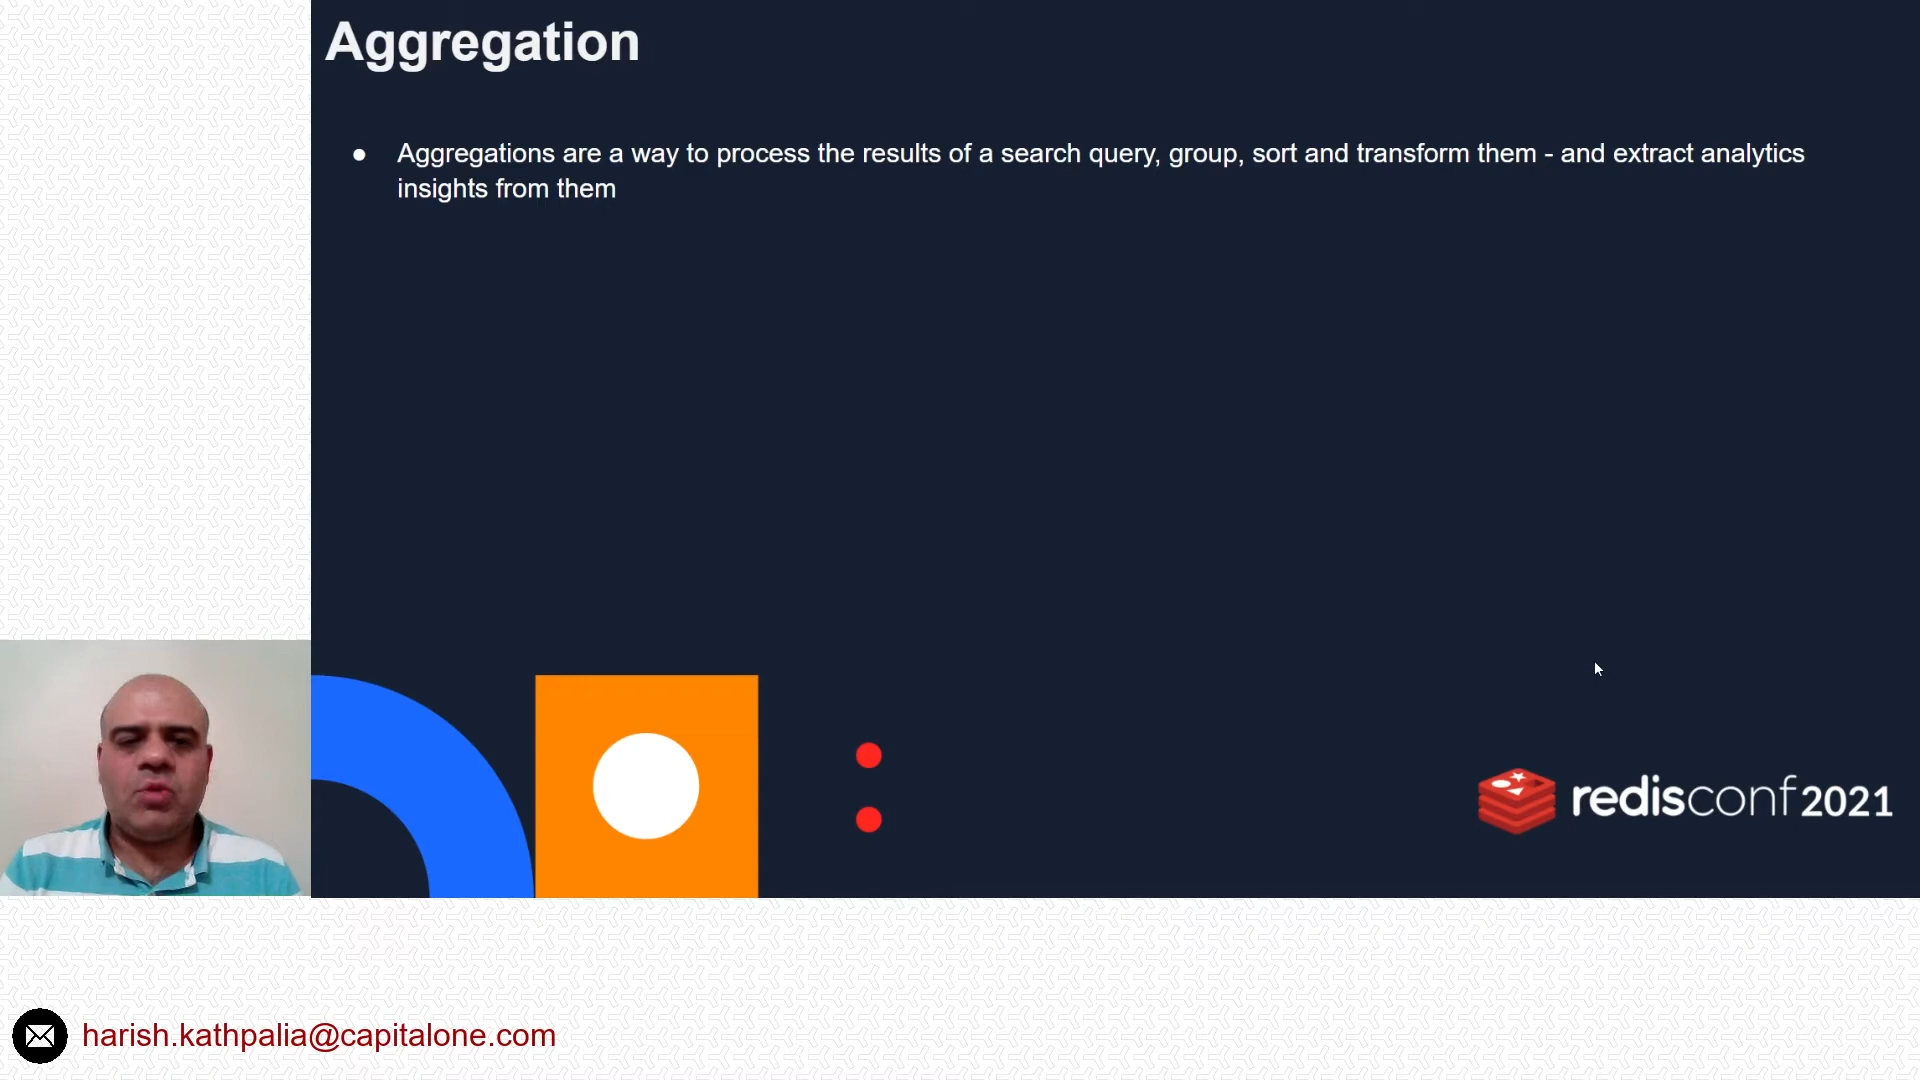 Aggregation
● Aggregations are a way to process the results of a search query, group, sort and transform them - and extract analytics
insights from them
redisconf2021
harish.kathpalia@capitalone.com